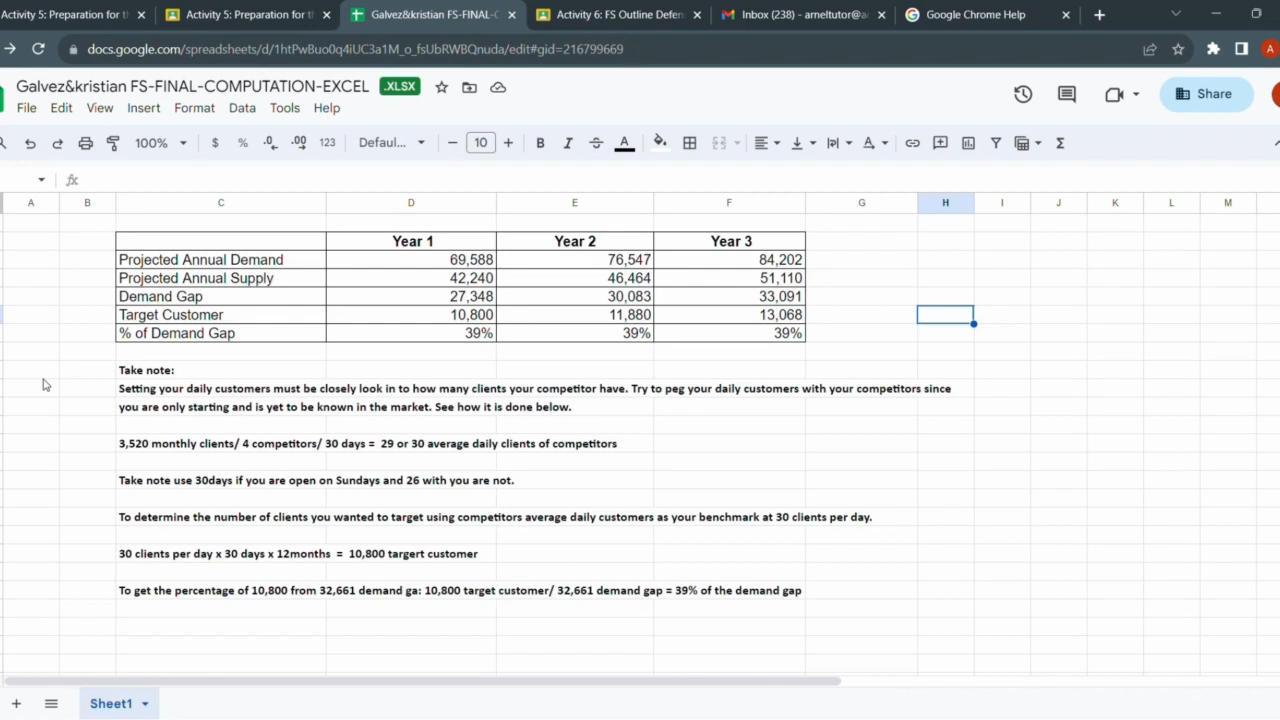 Activity 5: Preparation for t
Activity 5: Preparation for the
Galvez&kristian FS-FINAL-C
Activity 6: FS Outline Defen
Inbox (238) - arneltutor@a
Google Chrome Help
docs.google.com/spreadsheets/d/1htPwBuo0q4iUC3a1M_o_fsUbRWBQnuda/edit#gid=216799669
A
Galvez&kristian FS-FINAL-COMPUTATION-EXCEL .XLSX
File Edit View Insert Format Data Tools Help
Share
100% $ % .0 .00 123 Defaul... − 10 + B I S A
fx
A B C D E F G H I J K L M
Year 1 Year 2 Year 3
Projected Annual Demand 69,588 76,547 84,202
Projected Annual Supply 42,240 46,464 51,110
Demand Gap 27,348 30,083 33,091
Target Customer 10,800 11,880 13,068
% of Demand Gap 39% 39% 39%
Take note:
Setting your daily customers must be closely look in to how many clients your competitor have. Try to peg your daily customers with your competitors since
you are only starting and is yet to be known in the market. See how it is done below.
3,520 monthly clients/ 4 competitors/ 30 days = 29 or 30 average daily clients of competitors
Take note use 30days if you are open on Sundays and 26 with you are not.
To determine the number of clients you wanted to target using competitors average daily customers as your benchmark at 30 clients per day.
30 clients per day x 30 days x 12months = 10,800 targert customer
To get the percentage of 10,800 from 32,661 demand ga: 10,800 target customer/ 32,661 demand gap = 39% of the demand gap
Sheet1